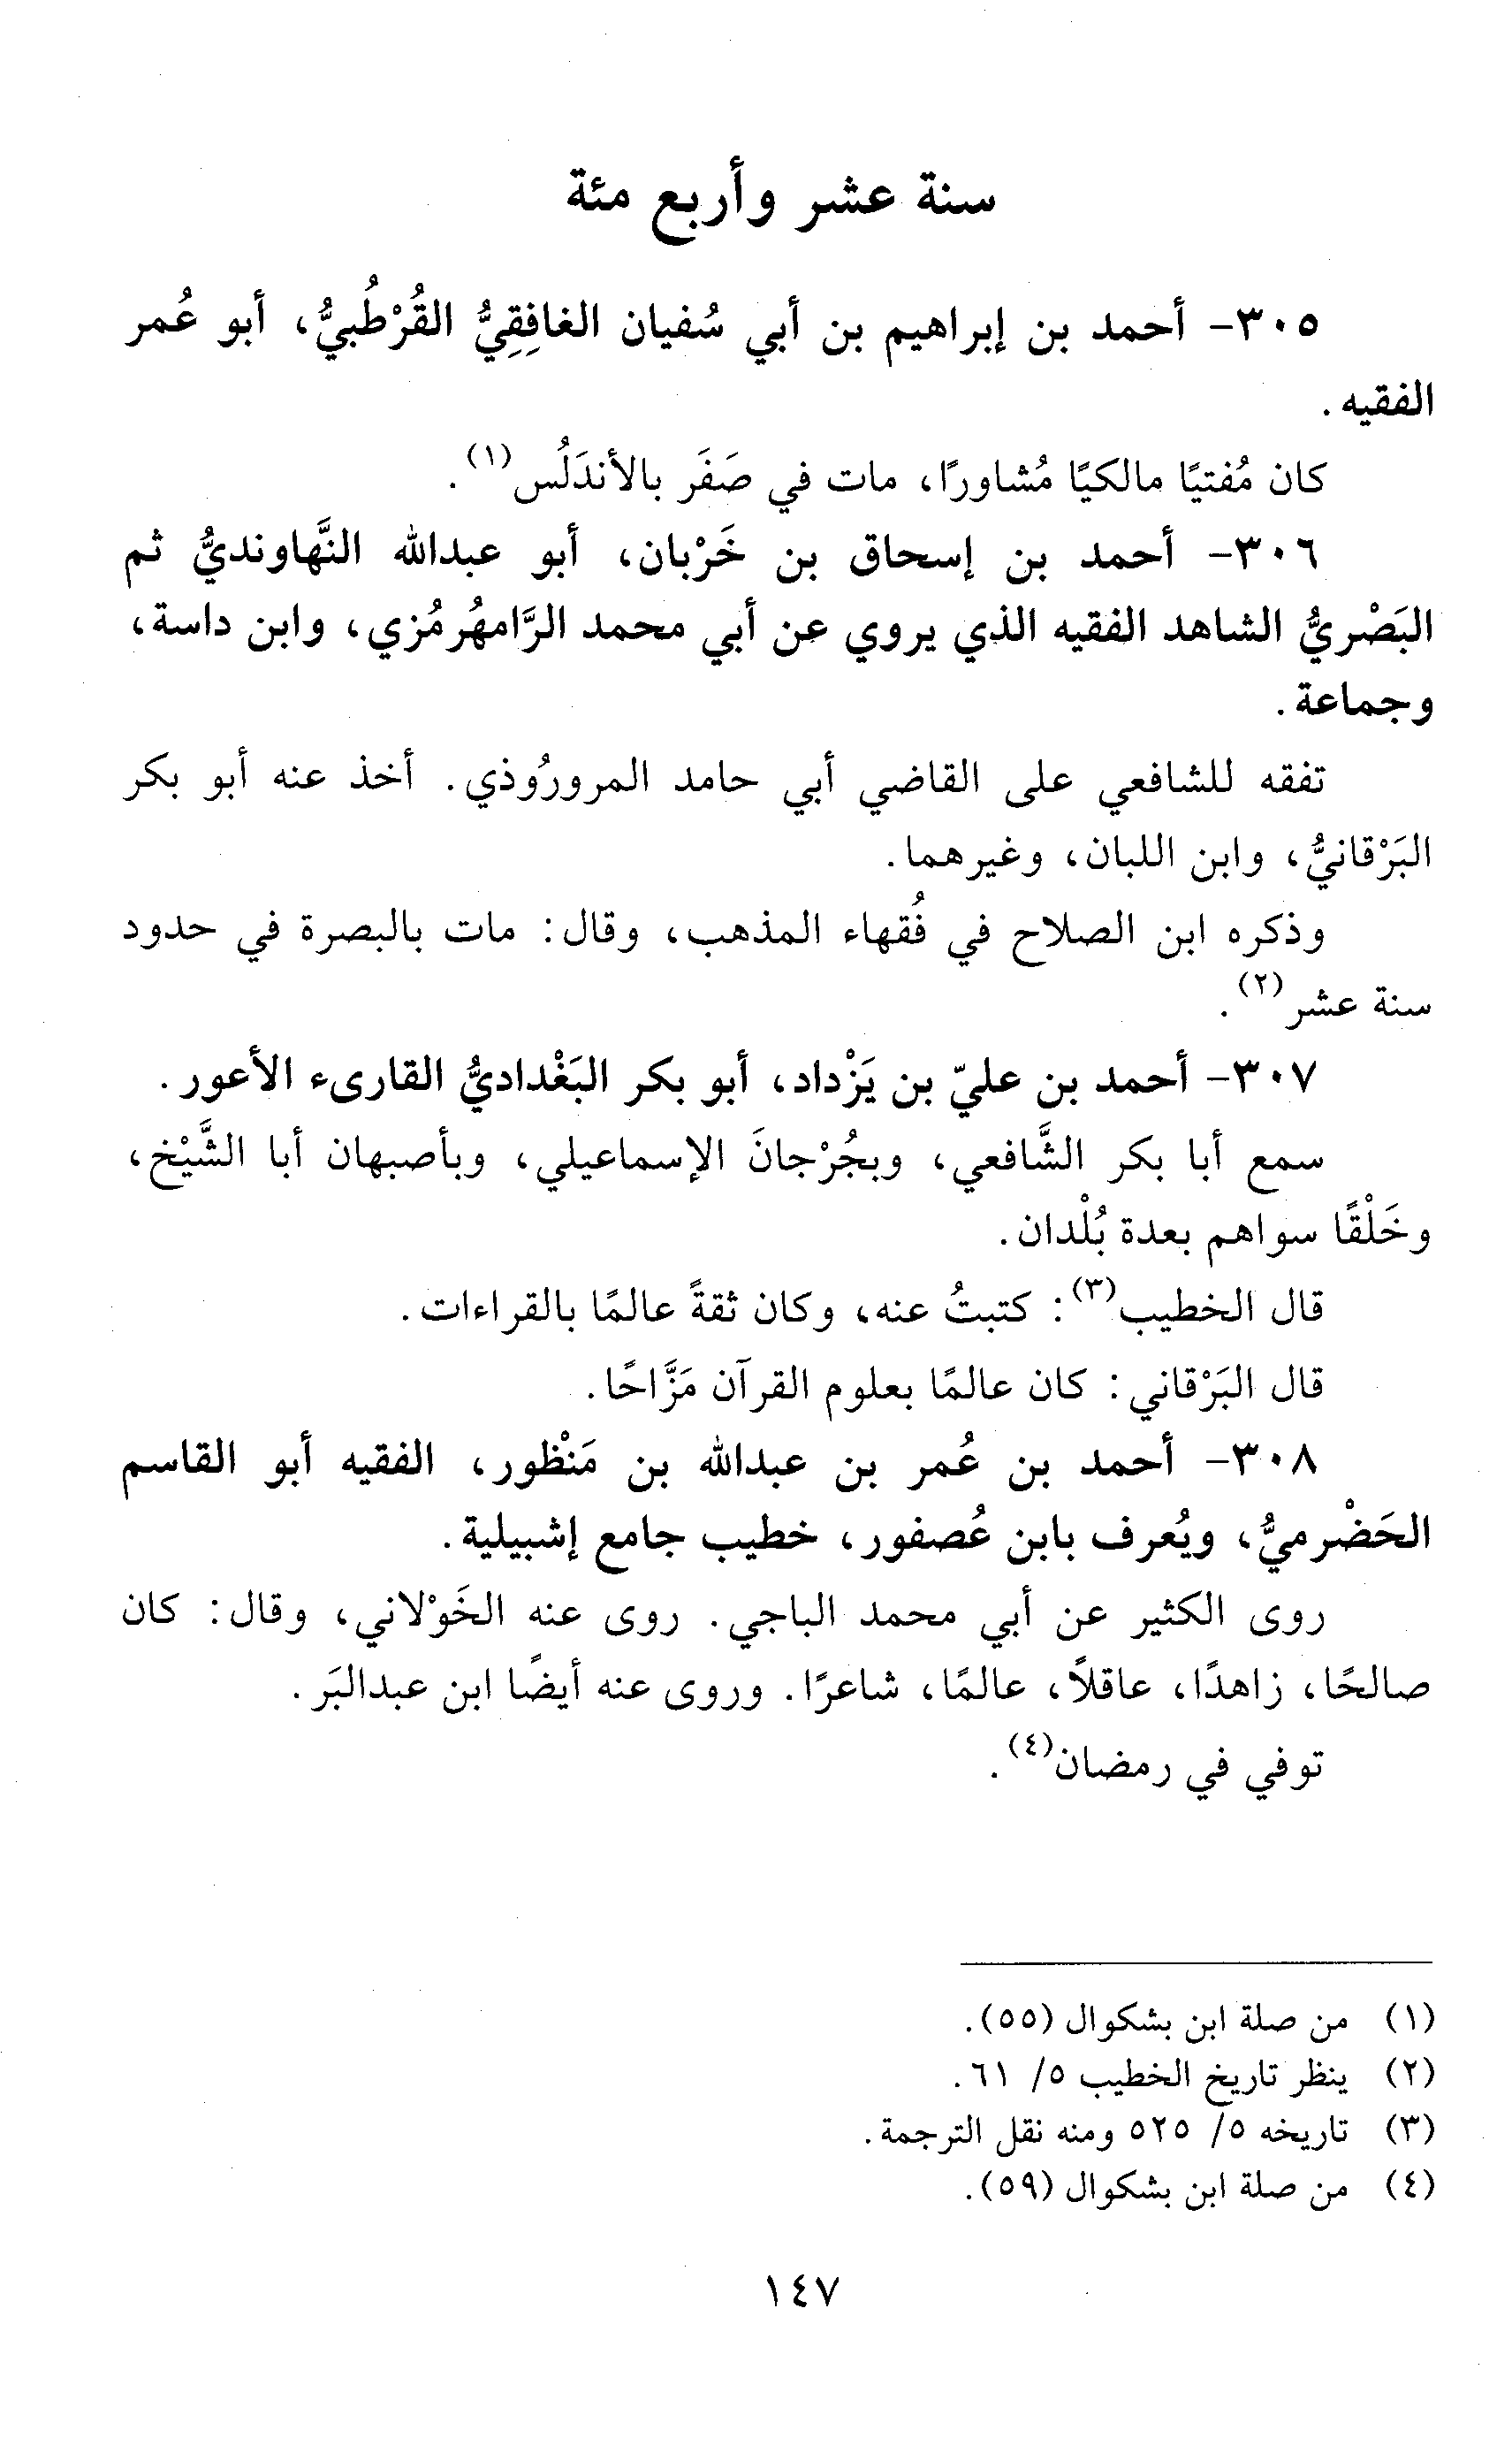 سنة عشر وأربع مئة
٣٠٥- أحمد بن إبراهيم بن أبي سُفيان الغافِقِيُّ القُرْطُبيُّ، أبو عُمر
الفقيه.
كان مُفتيًا مالكيًا مُشاورًا، مات في صَفَر بالأندَلُس(١).
٣٠٦- أحمد بن إسحاق بن خَرْبان، أبو عبدالله النَّهاونديُّ ثم
البَصْريُّ الشاهد الفقيه الذي يروي عن أبي محمد الرَّامهُرمُزي، وابن داسة،
وجماعة.
تفقه للشافعي على القاضي أبي حامد المرورُوذي. أخذ عنه أبو بكر
البَرْقانيُّ، وابن اللبان، وغيرهما.
وذكره ابن الصلاح في فُقهاء المذهب، وقال: مات بالبصرة في حدود
سنة عشر(٢).
٣٠٧- أحمد بن عليّ بن يَزْداد، أبو بكر البَغْداديُّ القارىء الأعور.
سمع أبا بكر الشَّافعي، وبجُرْجانَ الإسماعيلي، وبأصبهان أبا الشَّيْخ،
وخَلْقًا سواهم بعدة بُلْدان.
قال الخطيب(٣): كتبتُ عنه، وكان ثقةً عالمًا بالقراءات.
قال البَرْقاني: كان عالمًا بعلوم القرآن مَزَّاحًا.
٣٠٨- أحمد بن عُمر بن عبدالله بن مَنْظور، الفقيه أبو القاسم
الحَضْرميُّ، ويُعرف بابن عُصفور، خطيب جامع إشبيلية.
روى الكثير عن أبي محمد الباجي. روى عنه الخَوْلاني، وقال: كان
صالحًا، زاهدًا، عاقلاً، عالمًا، شاعرًا. وروى عنه أيضًا ابن عبدالبَر.
توفي في رمضان(٤).
(١) من صلة ابن بشكوال (٥٥).
(٢) ينظر تاريخ الخطيب ٥/ ٦١.
(٣) تاريخه ٥/ ٥٢٥ ومنه نقل الترجمة.
(٤) من صلة ابن بشكوال (٥٩).
١٤٧